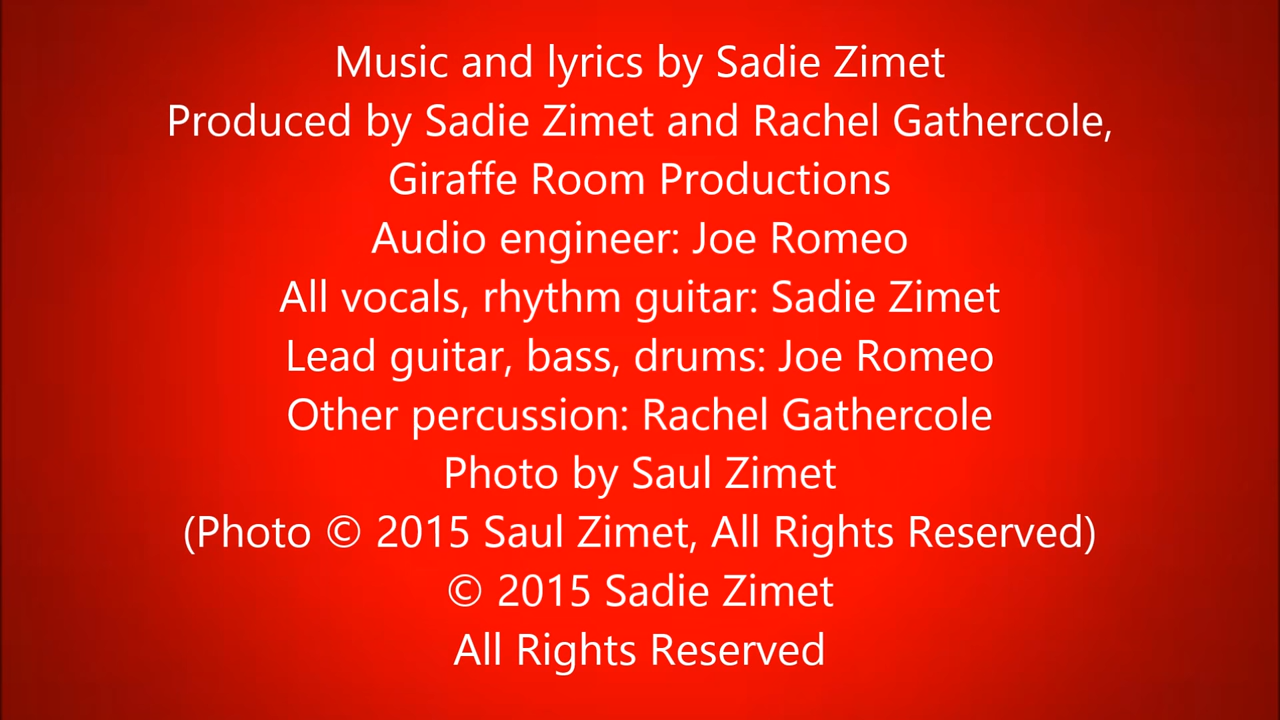 Music and lyrics by Sadie Zimet
Produced by Sadie Zimet and Rachel Gathercole,
Giraffe Room Productions
Audio engineer: Joe Romeo
All vocals, rhythm guitar: Sadie Zimet
Lead guitar, bass, drums: Joe Romeo
Other percussion: Rachel Gathercole
Photo by Saul Zimet
(Photo © 2015 Saul Zimet, All Rights Reserved)
© 2015 Sadie Zimet
All Rights Reserved